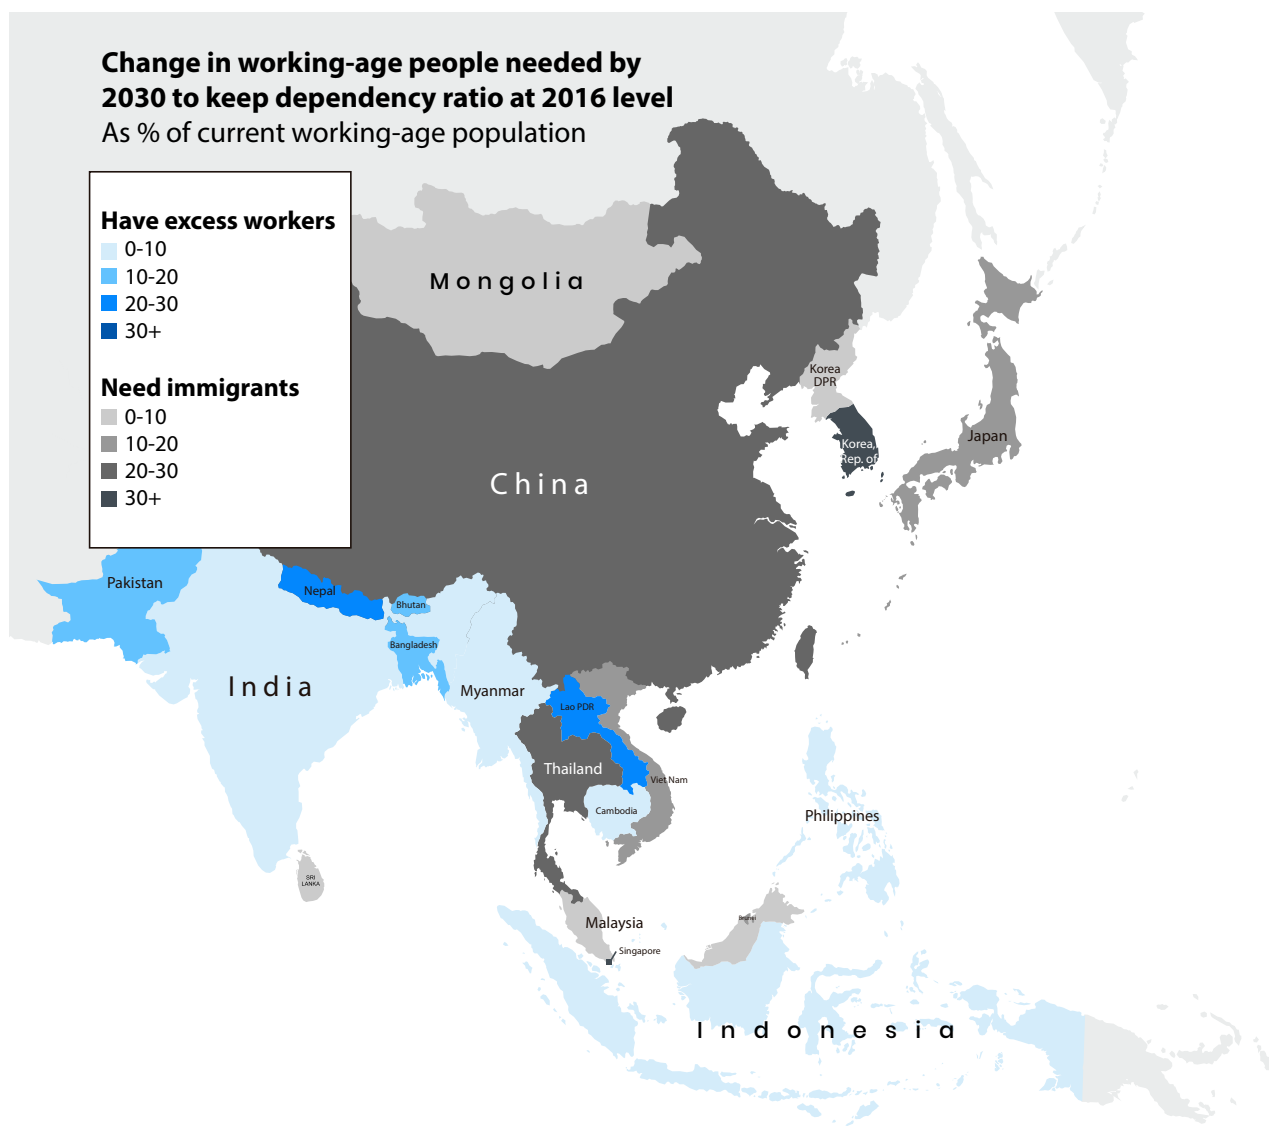 Change in working-age people needed by
2030 to keep dependency ratio at 2016 level
As % of current working-age population
Have excess workers
0-10
10-20
20-30
30+
Need immigrants
0-10
10-20
20-30
30+
Mongolia
Korea
DPR
Japan
Korea,
Rep. of
China
Pakistan
Nepal
Bhutan
Bangladesh
India
Myanmar
Lao PDR
Thailand
Viet Nam
Cambodia
Philippines
SRI
LANKA
Malaysia
Brunei
Singapore
Indonesia